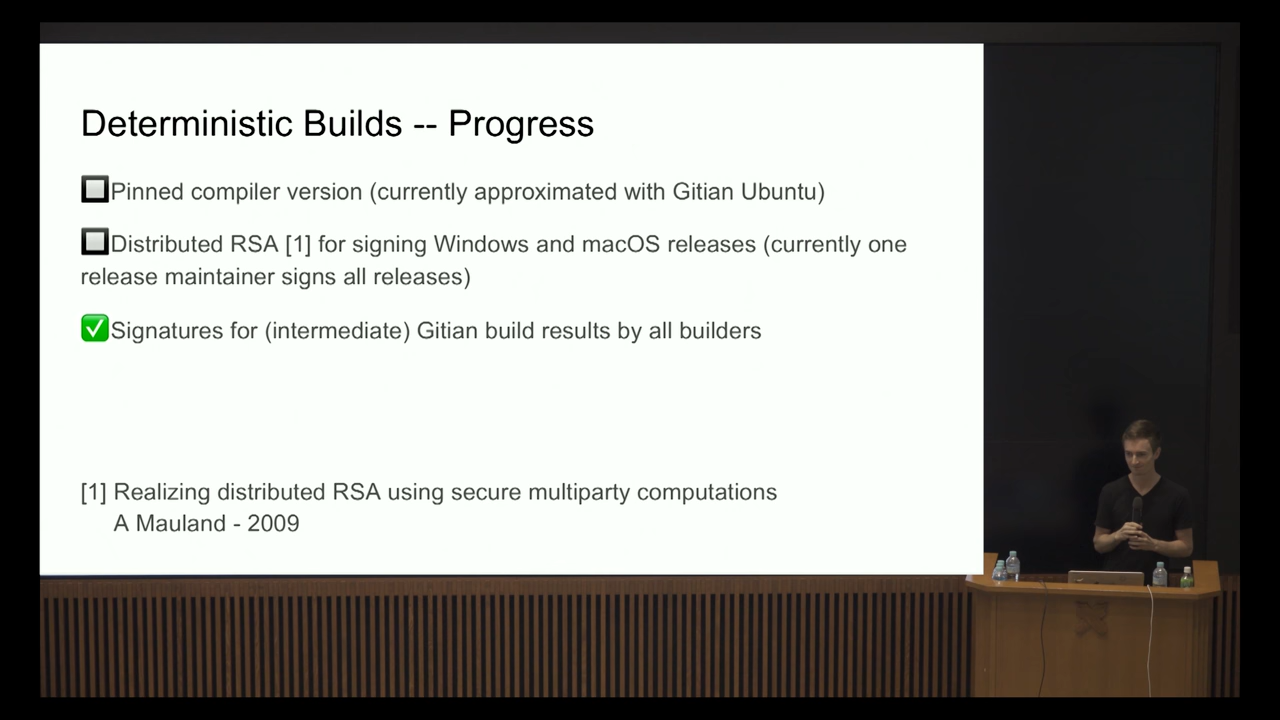 Deterministic Builds -- Progress
Pinned compiler version (currently approximated with Gitian Ubuntu)
Distributed RSA [1] for signing Windows and macOS releases (currently one
release maintainer signs all releases)
Signatures for (intermediate) Gitian build results by all builders
[1] Realizing distributed RSA using secure multiparty computations
A Mauland - 2009